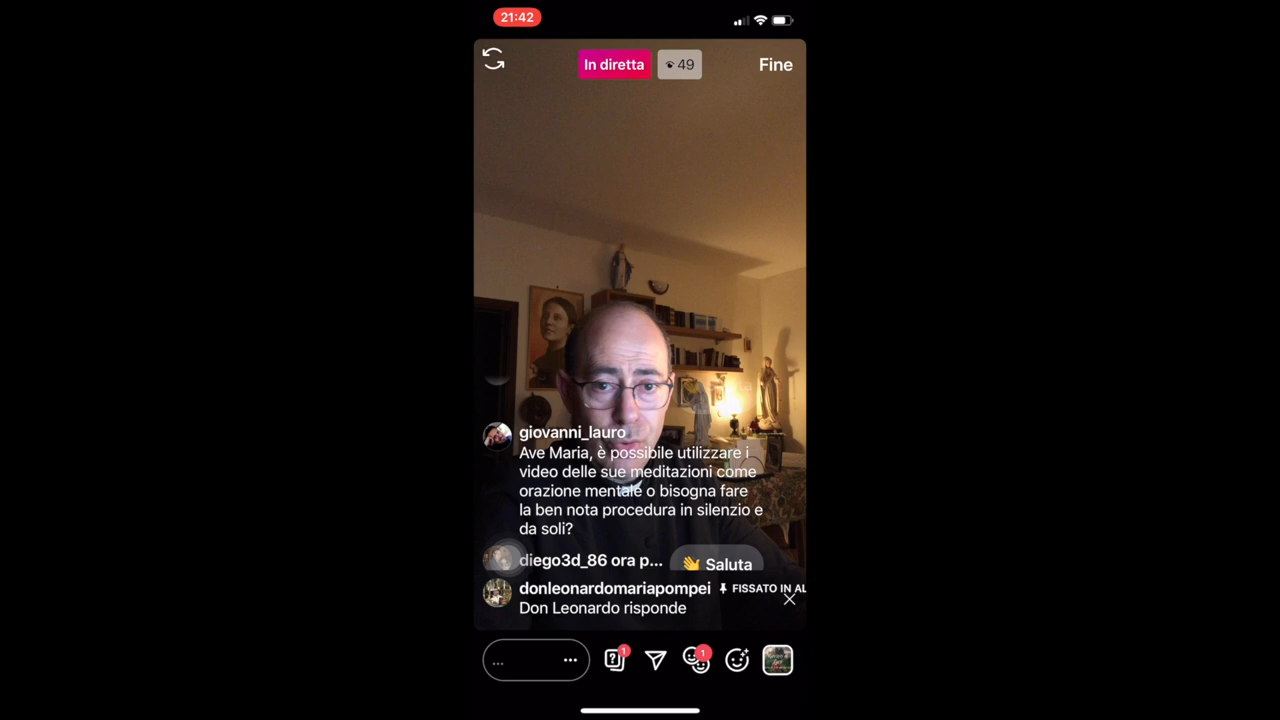 21:42
In diretta
49
Fine
giovanni_lauro
Ave Maria, è possibile utilizzare i
video delle sue meditazioni come
orazione mentale o bisogna fare
la ben nota procedura in silenzio e
da soli?
diego3d_86 ora p...
👋 Saluta
donleonardomariapompei
FISSATO IN AL
Don Leonardo risponde
...
1
1